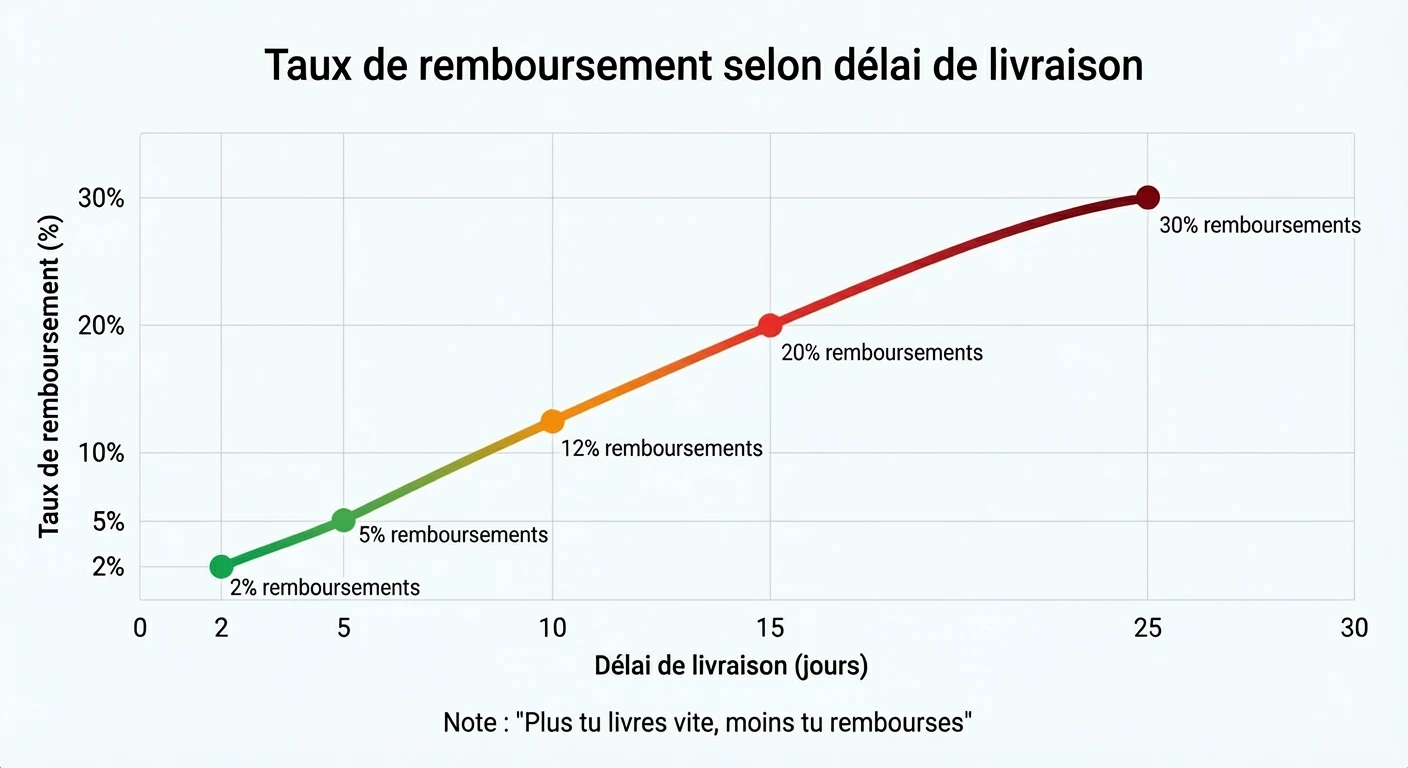 Taux de remboursement selon délai de livraison
Taux de remboursement (%)
30%
20%
10%
5%
2%
30% remboursements
20% remboursements
12% remboursements
5% remboursements
2% remboursements
0 2 5 10 15 25 30
Délai de livraison (jours)
Note : "Plus tu livres vite, moins tu rembourses"